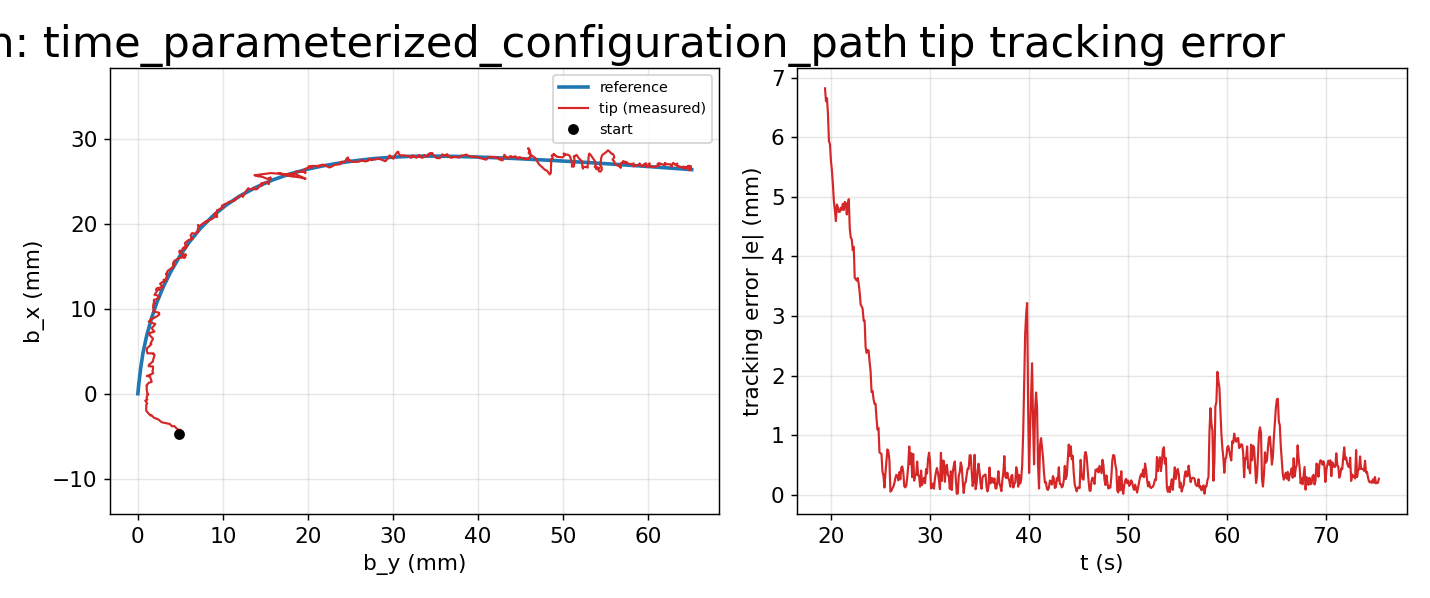 n: time_parameterized_configuration_path tip tracking error
reference
tip (measured)
start
b_x (mm)
30
20
10
0
−10
0 10 20 30 40 50 60
b_y (mm)
tracking error |e| (mm)
7
6
5
4
3
2
1
0
20 30 40 50 60 70
t (s)